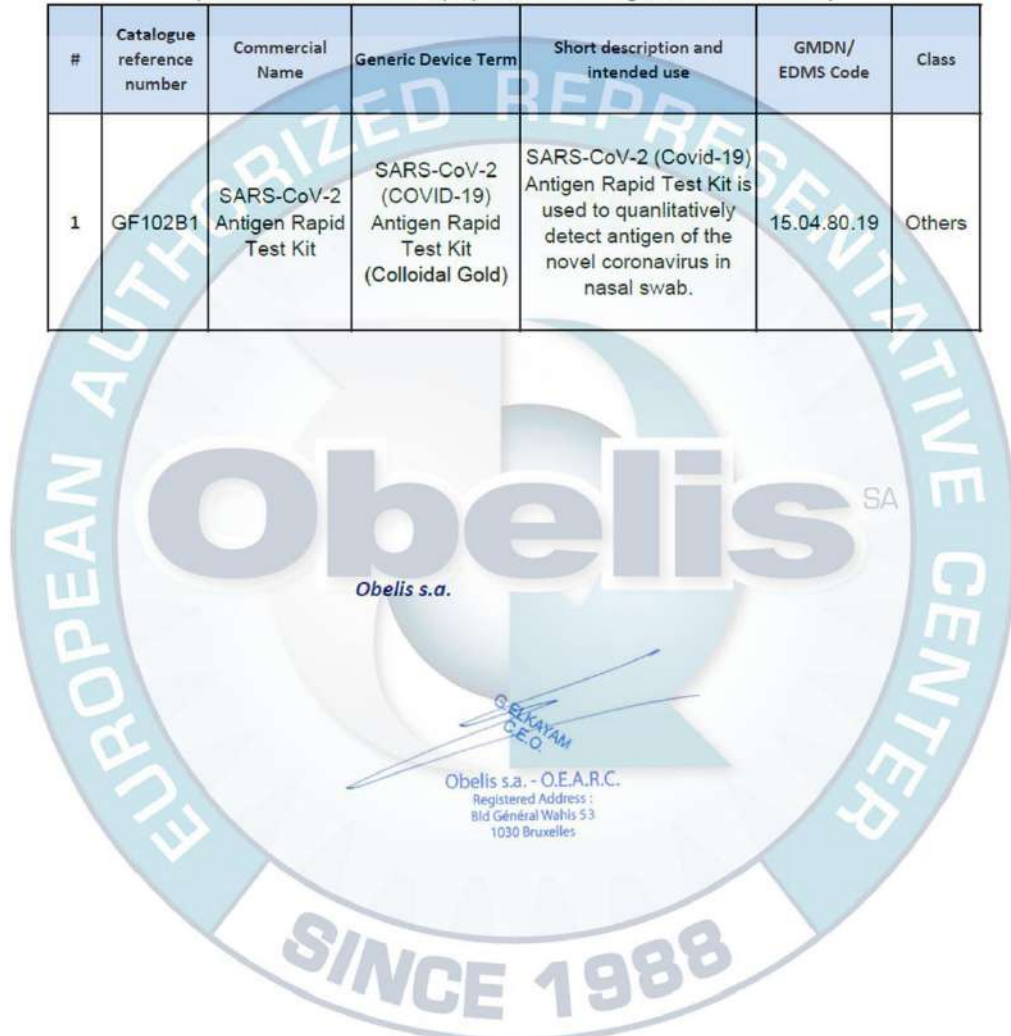 #
Catalogue
reference
number
Commercial
Name
Generic Device Term
Short description and
intended use
GMDN/
EDMS Code
Class
1
GF102B1
SARS-CoV-2
Antigen Rapid
Test Kit
SARS-CoV-2
(COVID-19)
Antigen Rapid
Test Kit
(Colloidal Gold)
SARS-CoV-2 (Covid-19)
Antigen Rapid Test Kit is
used to quanlitatively
detect antigen of the
novel coronavirus in
nasal swab.
15.04.80.19
Others
EUROPEAN AUTHORIZED REPRESENTATIVE CENTER
Obelis SA
Obelis s.a.
G.ELKAYAM
C.E.O.
Obelis s.a. - O.E.A.R.C.
Registered Address :
Bld Général Wahis 53
1030 Bruxelles
SINCE 1988